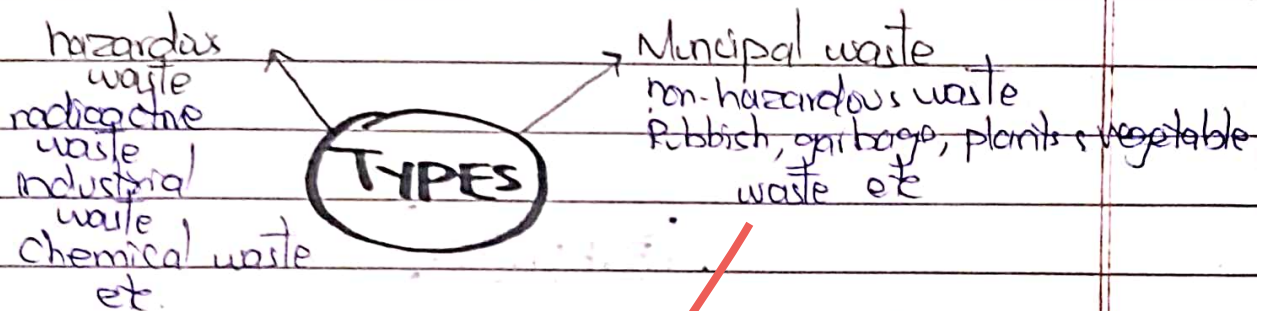 hazardous
waste
radioactive
waste
Industrial
waste
Chemical waste
etc.
TYPES
Muncipal waste
non-hazardous waste
Rubbish, garbage, plants & vegetable
waste etc